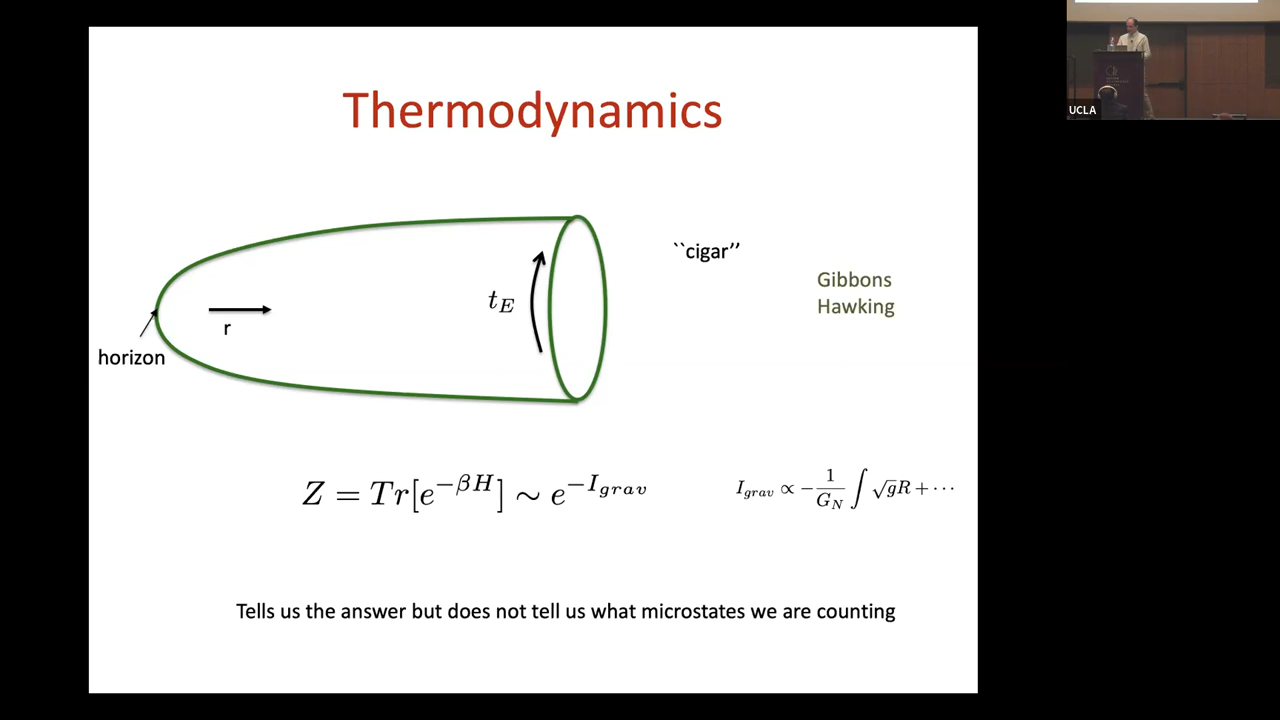 Thermodynamics
``cigar’’
Gibbons
Hawking
t_E
r
horizon
Z = Tr[e^{-βH}] ∼ e^{-I_{grav}}
I_{grav} ∝ -\frac{1}{G_N} ∫ √g R + ⋯
Tells us the answer but does not tell us what microstates we are counting
UCLA